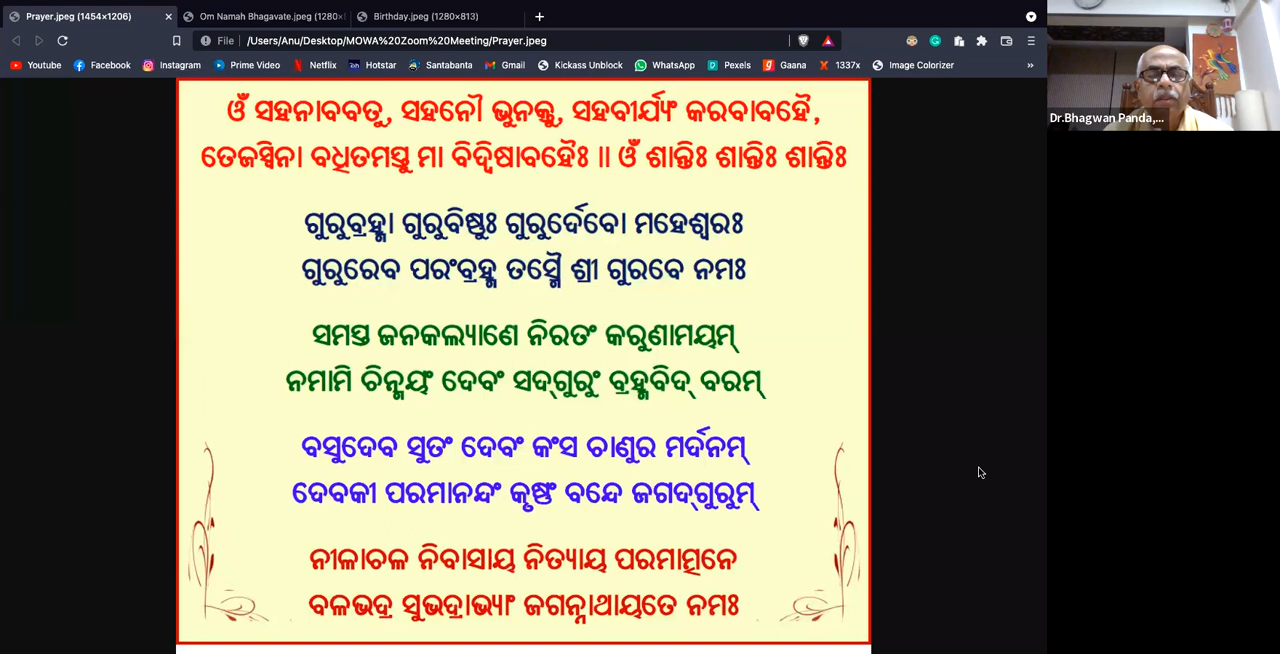 Prayer.jpeg (1454×1206)
Om Namah Bhagavate.jpeg (1280×
Birthday.jpeg (1280×813)
File /Users/Anu/Desktop/MOWA%20Zoom%20Meeting/Prayer.jpeg
Youtube Facebook Instagram Prime Video Netflix Hotstar Santabanta Gmail Kickass Unblock WhatsApp Pexels Gaana 1337x Image Colorizer »
Dr.Bhagwan Panda,...
ଓଁ ସହନାବବତୁ, ସହନୌ ଭୁନକ୍ତୁ, ସହବୀର୍ଯ୍ୟଂ କରବାବହୈ,
ତେଜସ୍ୱିନା ବଧିତମସ୍ତୁ ମା ବିଦ୍ୱିଷାବହୈଃ ॥ ଓଁ ଶାନ୍ତିଃ ଶାନ୍ତିଃ ଶାନ୍ତିଃ
ଗୁରୁବ୍ରହ୍ମା ଗୁରୁବିଷ୍ଣୁଃ ଗୁରୁର୍ଦେବୋ ମହେଶ୍ୱରଃ
ଗୁରୁରେବ ପରଂବ୍ରହ୍ମ ତସ୍ମୈ ଶ୍ରୀ ଗୁରବେ ନମଃ
ସମସ୍ତ ଜନକଲ୍ୟାଣେ ନିରତଂ କରୁଣାମୟମ୍
ନମାମି ଚିନ୍ମୟଂ ଦେବଂ ସଦ୍‌ଗୁରୁଂ ବ୍ରହ୍ମବିଦ୍ ବରମ୍
ବସୁଦେବ ସୁତଂ ଦେବଂ କଂସ ଚାଣୁର ମର୍ଦନମ୍
ଦେବକୀ ପରମାନନ୍ଦଂ କୃଷ୍ଣଂ ବନ୍ଦେ ଜଗଦ୍‌ଗୁରୁମ୍
ନୀଳାଚଳ ନିବାସାୟ ନିତ୍ୟାୟ ପରମାତ୍ମନେ
ବଳଭଦ୍ର ସୁଭଦ୍ରାଭ୍ୟାଂ ଜଗନ୍ନାଥାୟତେ ନମଃ